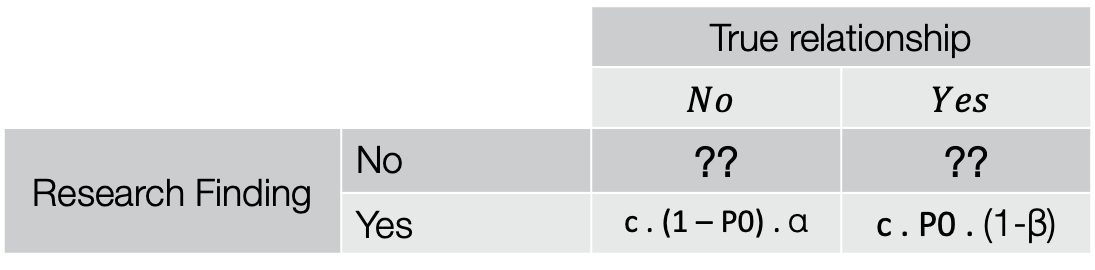 True relationship
No Yes
Research Finding
No ?? ??
Yes c . (1 – P0) . α c . P0 . (1-β)